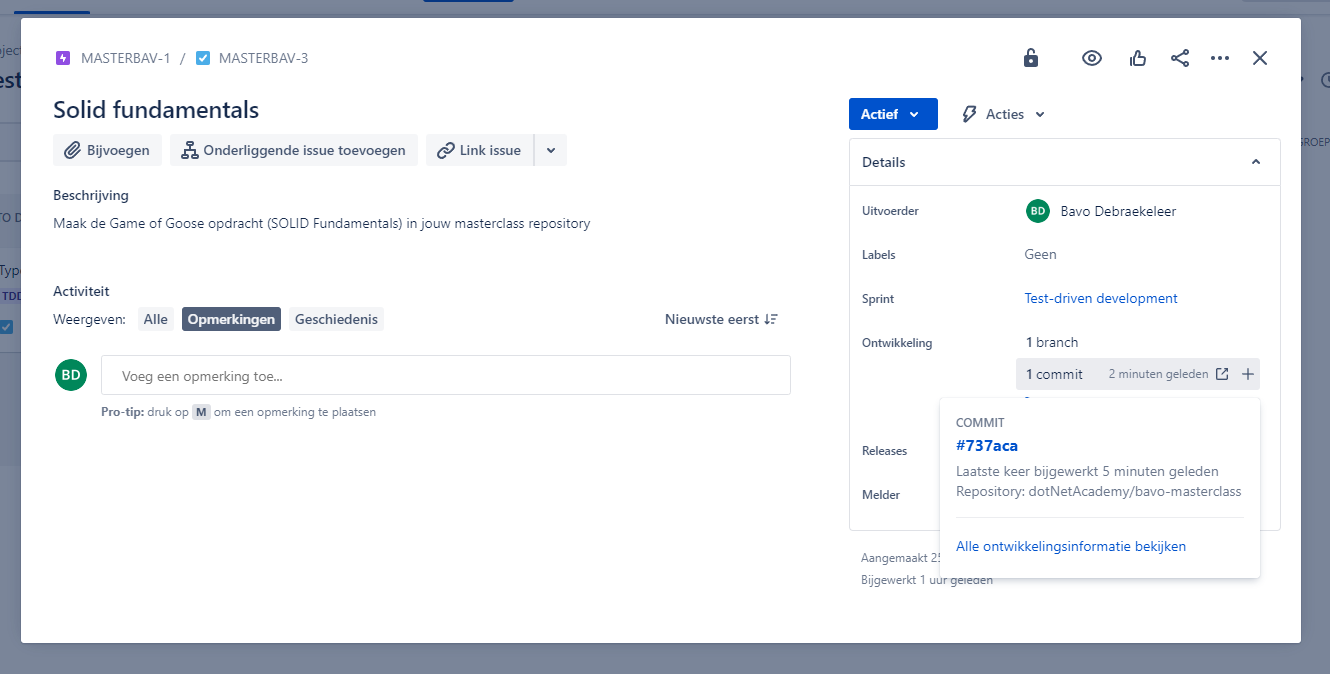 MASTERBAV-1 / MASTERBAV-3
Solid fundamentals
Bijvoegen
Onderliggende issue toevoegen
Link issue
Beschrijving
Maak de Game of Goose opdracht (SOLID Fundamentals) in jouw masterclass repository
Activiteit
Weergeven: Alle Opmerkingen Geschiedenis
Nieuwste eerst
BD
Voeg een opmerking toe...
Pro-tip: druk op M om een opmerking te plaatsen
Actief
Acties
Details
Uitvoerder BD Bavo Debraekeleer
Labels Geen
Sprint Test-driven development
Ontwikkeling 1 branch
1 commit 2 minuten geleden
Releases
Melder
COMMIT
#737aca
Laatste keer bijgewerkt 5 minuten geleden
Repository: dotNetAcademy/bavo-masterclass
Alle ontwikkelingsinformatie bekijken
Aangemaakt
Bijgewerkt 1 uur geleden
TDD